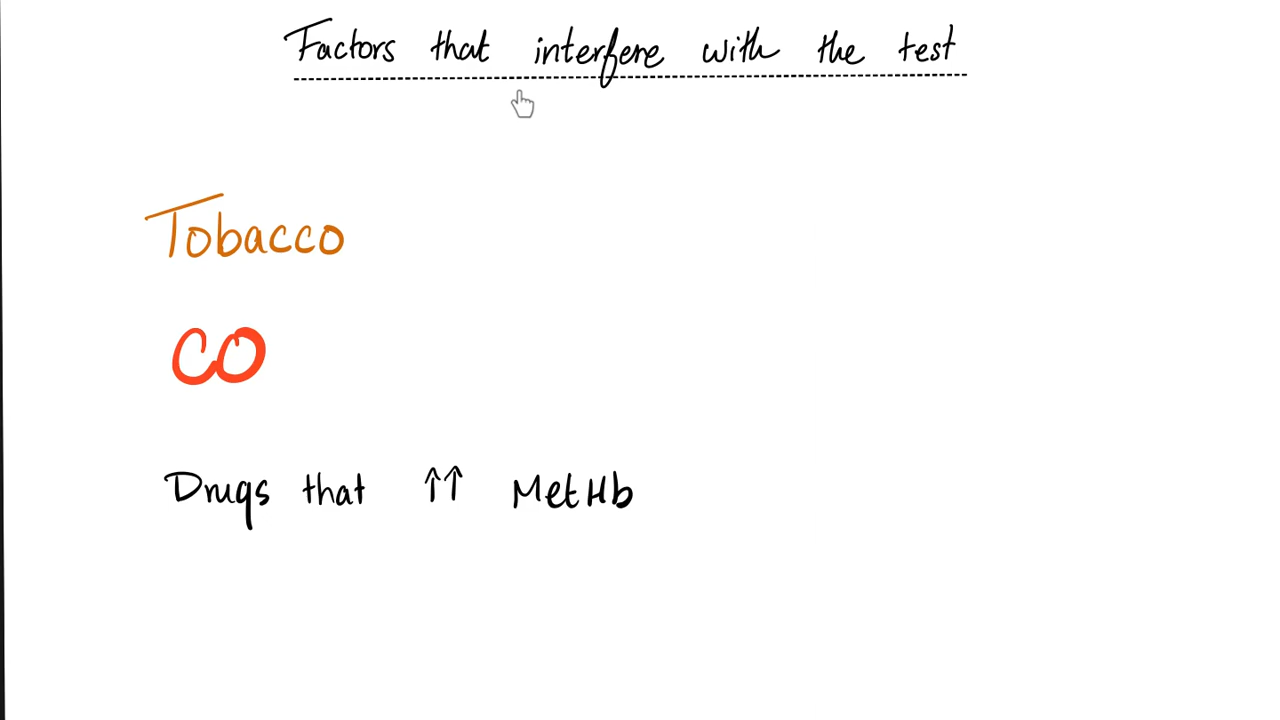 Factors that interfere with the test
Tobacco
CO
Drugs that ↑↑ MetHb